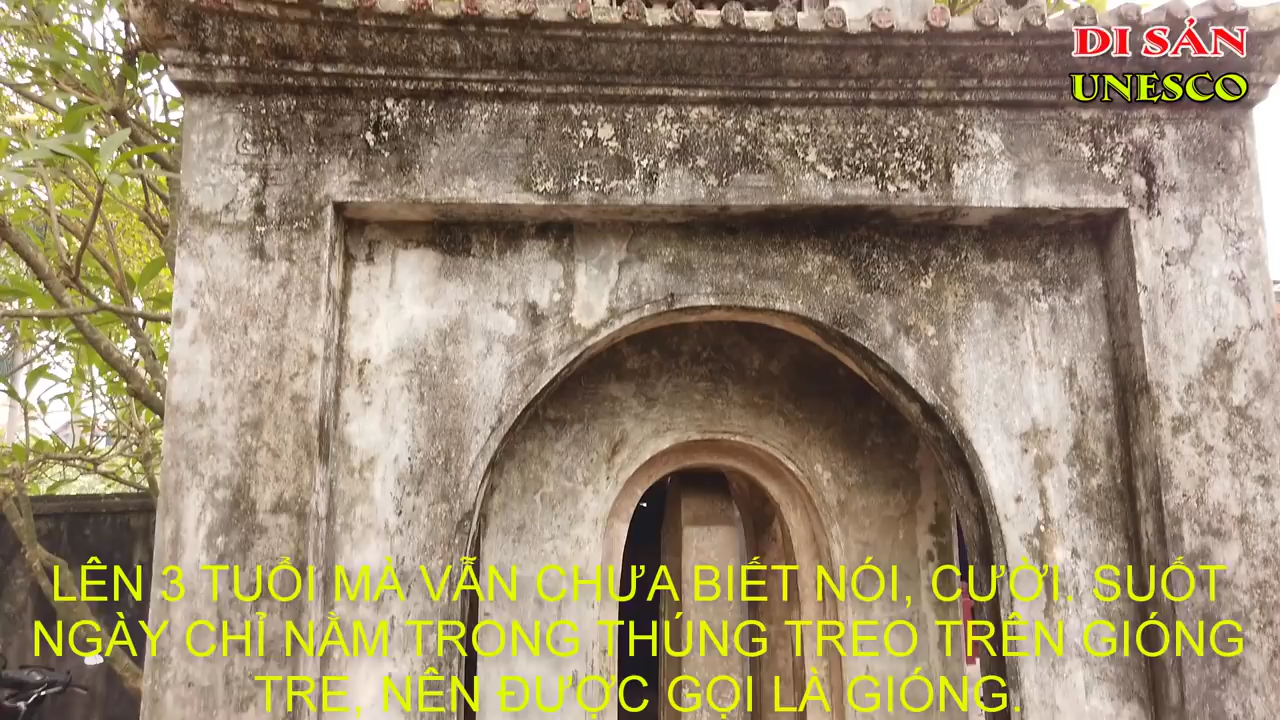 DI SẢN
UNESCO
LÊN 3 TUỔI MÀ VẪN CHƯA BIẾT NÓI, CƯỜI. SUỐT
NGÀY CHỈ NẰM TRONG THÚNG TREO TRÊN GIÓNG
TRE, NÊN ĐƯỢC GỌI LÀ GIÓNG.